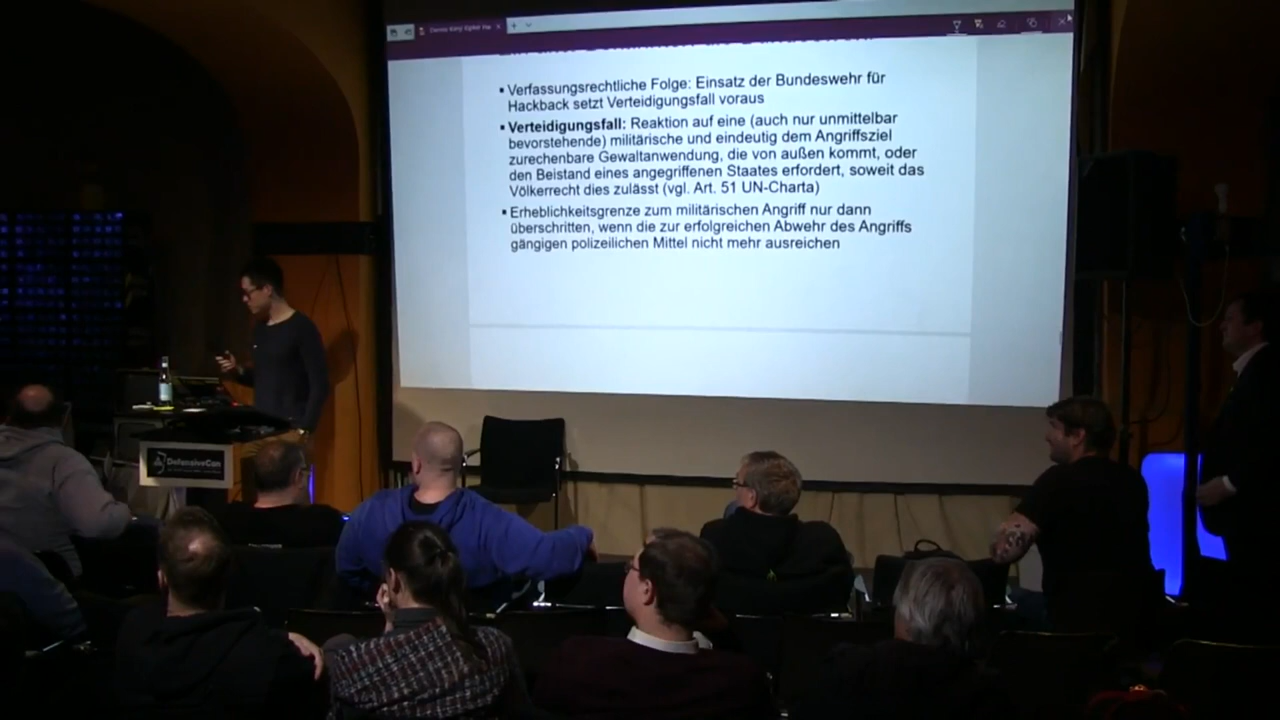 ▪ Verfassungsrechtliche Folge: Einsatz der Bundeswehr für
Hackback setzt Verteidigungsfall voraus
▪ Verteidigungsfall: Reaktion auf eine (auch nur unmittelbar
bevorstehende) militärische und eindeutig dem Angriffsziel
zurechenbare Gewaltanwendung, die von außen kommt, oder
den Beistand eines angegriffenen Staates erfordert, soweit das
Völkerrecht dies zulässt (vgl. Art. 51 UN-Charta)
▪ Erheblichkeitsgrenze zum militärischen Angriff nur dann
überschritten, wenn die zur erfolgreichen Abwehr des Angriffs
gängigen polizeilichen Mittel nicht mehr ausreichen
DefensiveCon